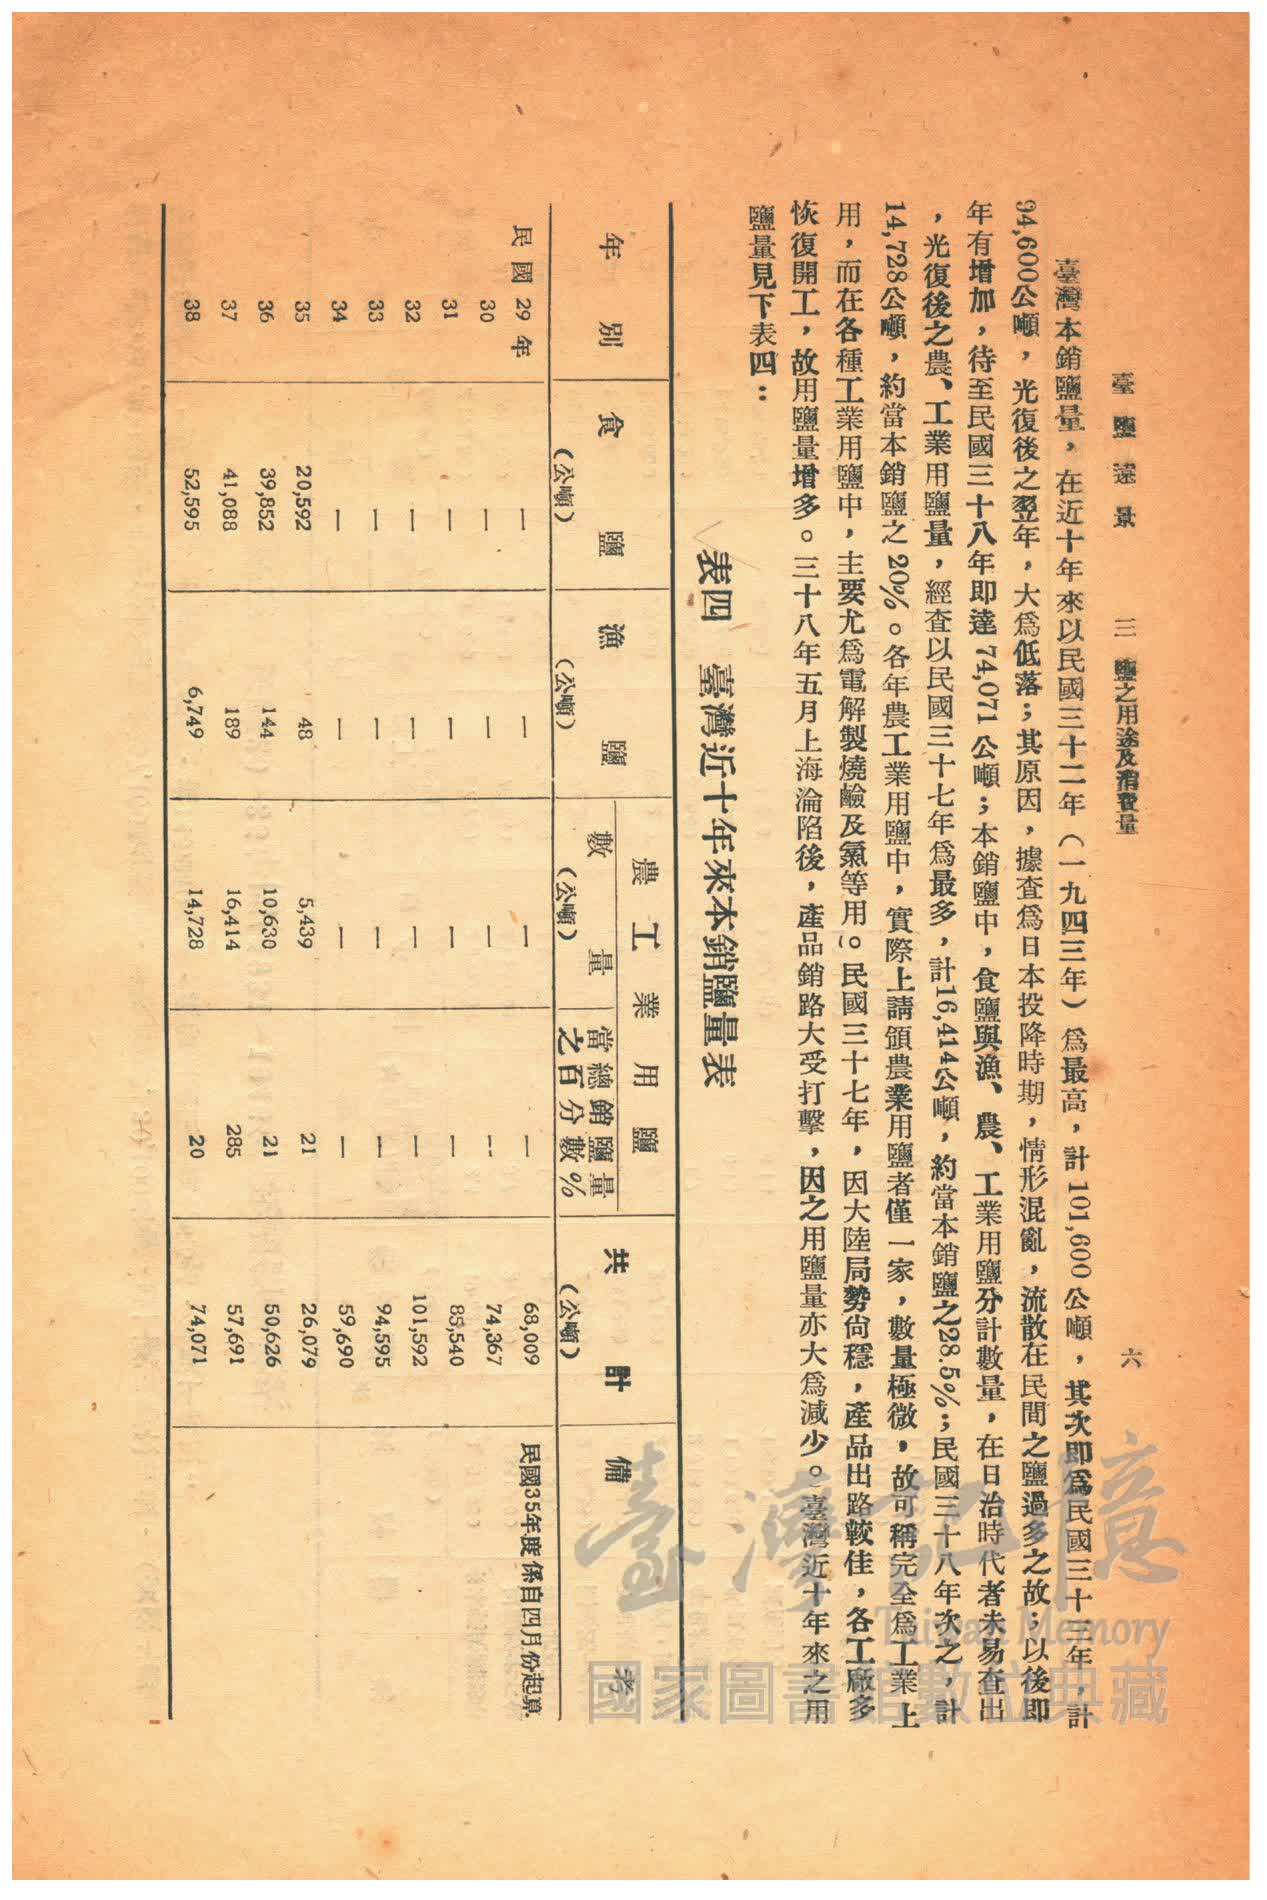 臺鹽遠景　三　鹽之用途及消費量　六
臺灣本銷鹽量，在近十年來以民國三十二年（一九四三年）爲最高，計101,600公噸，其次即爲民國三十三年，計
94,600公噸，光復後之翌年，大爲低落；其原因，據查爲日本投降時期，情形混亂，流散在民間之鹽過多之故；以後即
年有增加，待至民國三十八年即達74,071公噸；本銷鹽中，食鹽與漁、農、工業用鹽分計數量，在日治時代者未易查出
，光復後之農、工業用鹽量，經查以民國三十七年爲最多，計16,414公噸，約當本銷鹽之28.5%；民國三十八年次之，計
14,728公噸，約當本銷鹽之20%。各年農工業用鹽中，實際上請領農業用鹽者僅一家，數量極微，故可稱完全爲工業上
用，而在各種工業用鹽中，主要尤爲電解製燒鹼及氯等用。民國三十七年，因大陸局勢尙穩，產品出路較佳，各工廠多
恢復開工，故用鹽量增多。三十八年五月上海淪陷後，產品銷路大受打擊，因之用鹽量亦大爲減少。臺灣近十年來之用
鹽量見下表四：
表四　臺灣近十年來本銷鹽量表
年別　食鹽（公噸）　漁鹽（公噸）　農工業用鹽　共計（公噸）　備考
數量（公噸）　當總銷鹽量之百分數%
民國29年　—　—　—　—　68,009　民國35年度係自四月份起算
30　—　—　—　—　74,367
31　—　—　—　—　85,540
32　—　—　—　—　101,592
33　—　—　—　—　94,595
34　—　—　—　—　59,690
35　20,592　48　5,439　21　26,079
36　39,852　144　10,630　21　50,626
37　41,088　189　16,414　285　57,691
38　52,595　6,749　14,728　20　74,071
臺灣記憶
Taiwan Memory
國家圖書館數位典藏